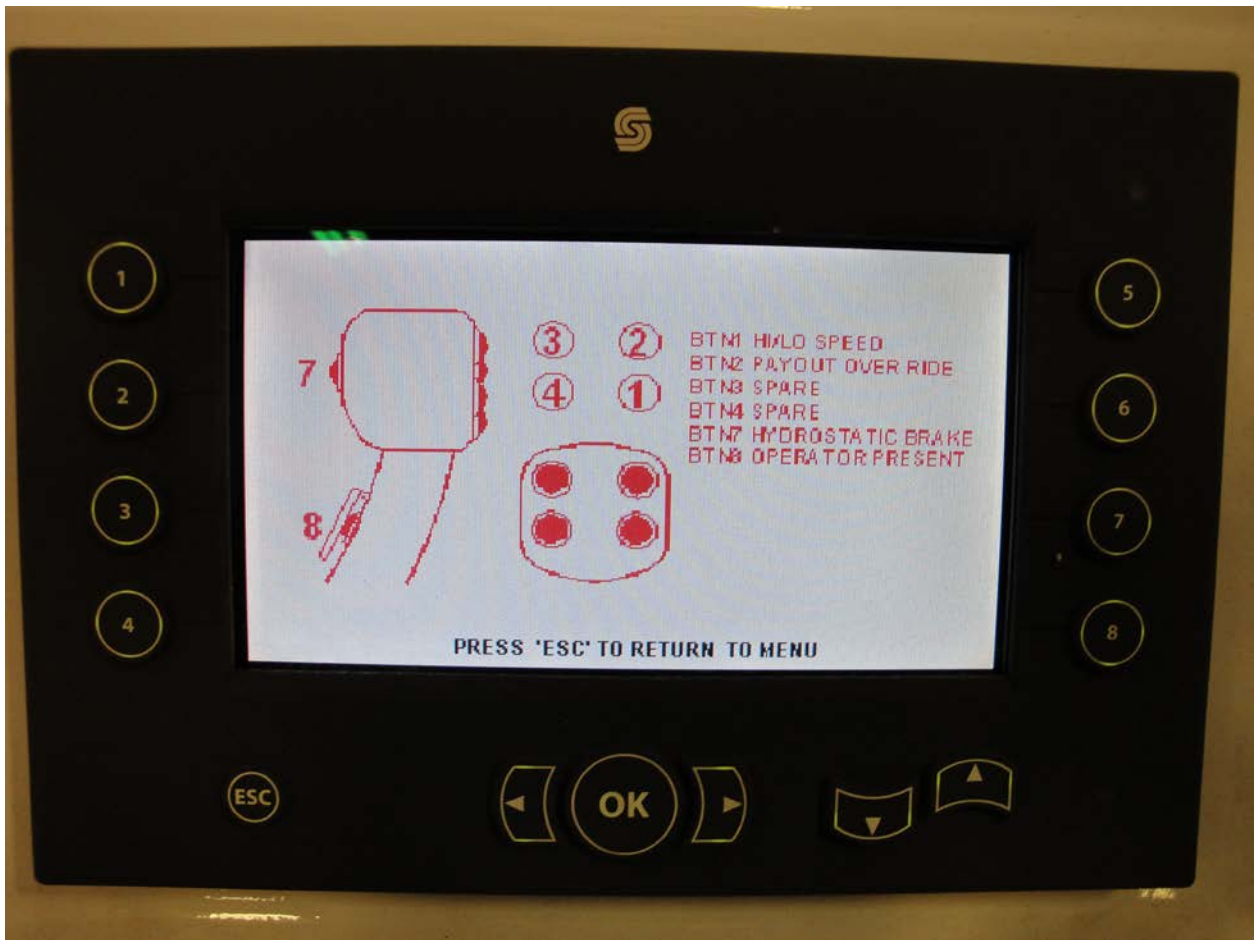 1
2
3
4
5
6
7
8
7
8
3 2
4 1
BTN1 HI/LO SPEED
BTN2 PAYOUT OVER RIDE
BTN3 SPARE
BTN4 SPARE
BTN7 HYDROSTATIC BRAKE
BTN8 OPERATOR PRESENT
PRESS 'ESC' TO RETURN TO MENU
ESC
OK